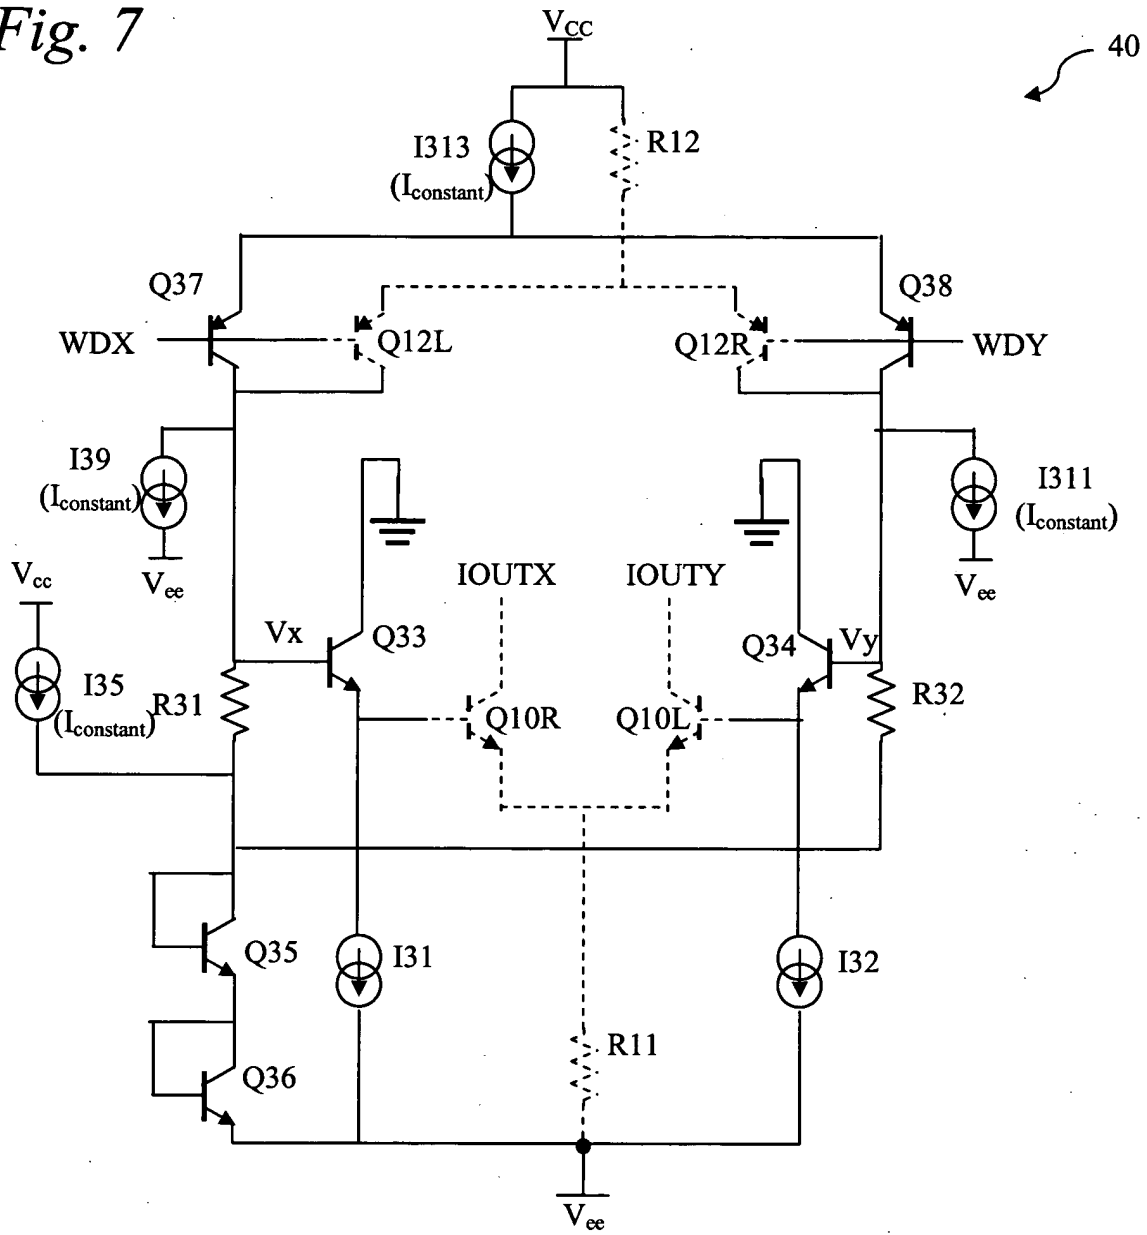 Fig. 7
VCC
40
I313
(Iconstant)
R12
Q37
Q38
WDX
Q12L
Q12R
WDY
I39
(Iconstant)
I311
(Iconstant)
Vee
Vee
Vcc
IOUTX
IOUTY
Vx
Q33
Q34
Vy
I35
(Iconstant)
R31
Q10R
Q10L
R32
Q35
I31
I32
Q36
R11
Vee